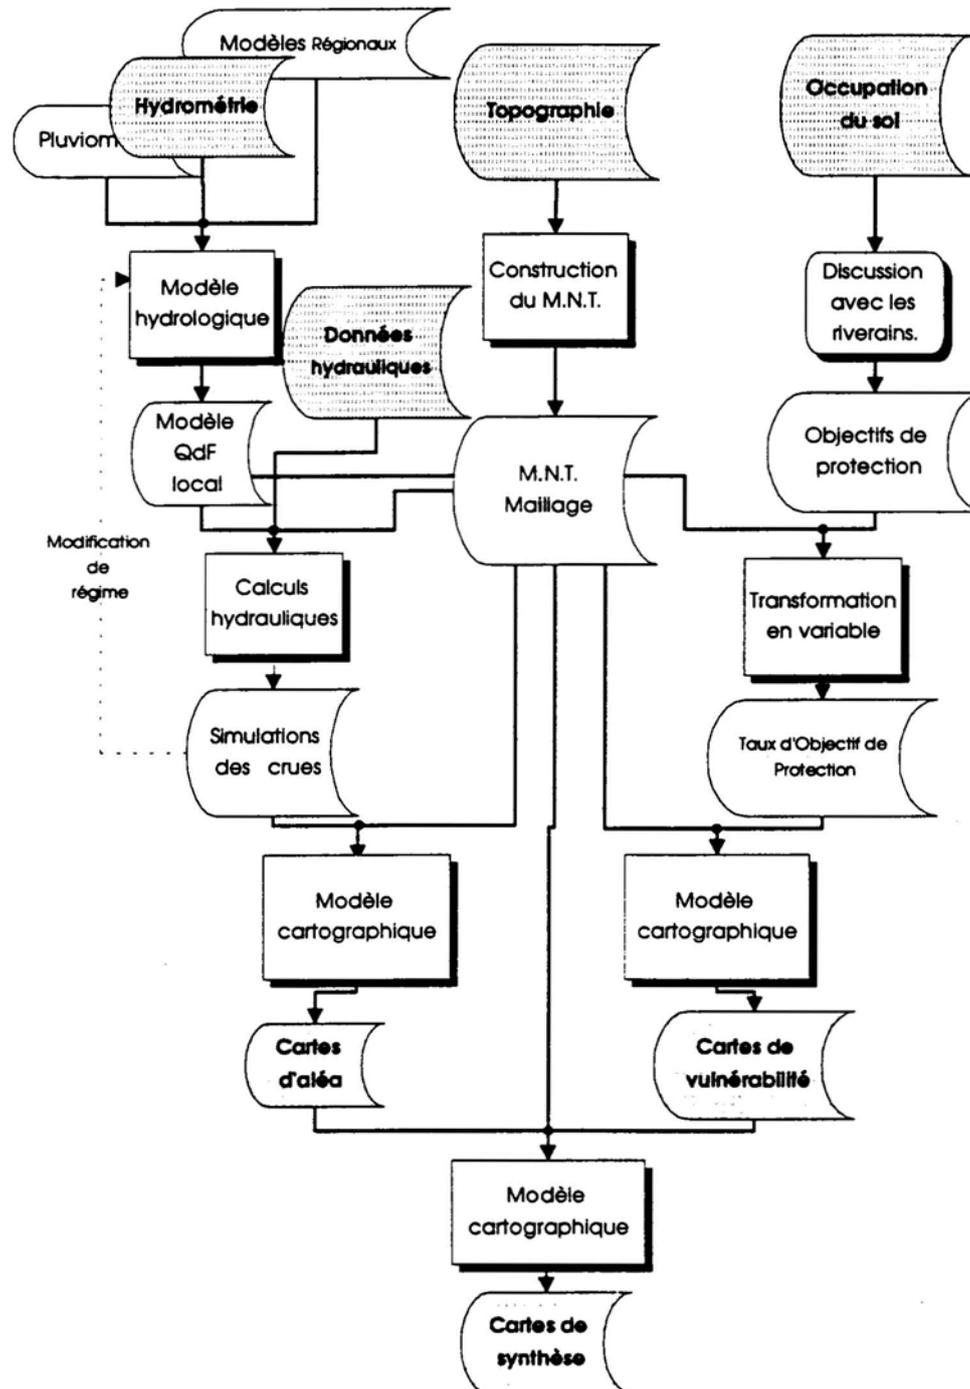 Modèles Régionaux
Hydrométrie
Topographie
Occupation
du sol
Modèle
hydrologique
Construction
du M.N.T.
Discussion
avec les
riverains.
Données
hydrauliques
Modèle
QdF
local
M.N.T.
Maillage
Objectifs de
protection
Modification
de
régime
Calculs
hydrauliques
Transformation
en variable
Simulations
des crues
Taux d'Objectif de
Protection
Modèle
cartographique
Modèle
cartographique
Cartes
d'aléa
Cartes de
vulnérabilité
Modèle
cartographique
Cartes de
synthèse